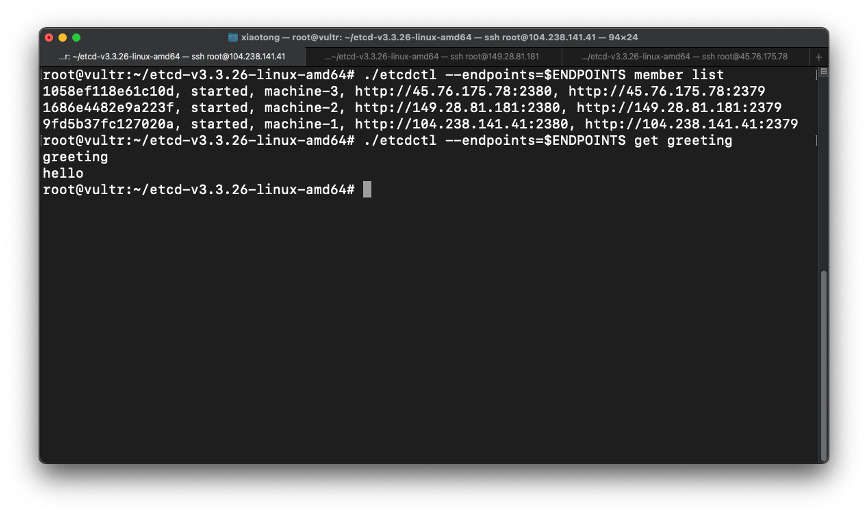 xiaotong — root@vultr: ~/etcd-v3.3.26-linux-amd64 — ssh root@104.238.141.41 — 94×24
...r: ~/etcd-v3.3.26-linux-amd64 — ssh root@104.238.141.41
...~/etcd-v3.3.26-linux-amd64 — ssh root@149.28.81.181
.../etcd-v3.3.26-linux-amd64 — ssh root@45.76.175.78
+
[root@vultr:~/etcd-v3.3.26-linux-amd64# ./etcdctl --endpoints=$ENDPOINTS member list ]
1058ef118e61c10d, started, machine-3, http://45.76.175.78:2380, http://45.76.175.78:2379
1686e4482e9a223f, started, machine-2, http://149.28.81.181:2380, http://149.28.81.181:2379
9fd5b37fc127020a, started, machine-1, http://104.238.141.41:2380, http://104.238.141.41:2379
[root@vultr:~/etcd-v3.3.26-linux-amd64# ./etcdctl --endpoints=$ENDPOINTS get greeting ]
greeting
hello
root@vultr:~/etcd-v3.3.26-linux-amd64#